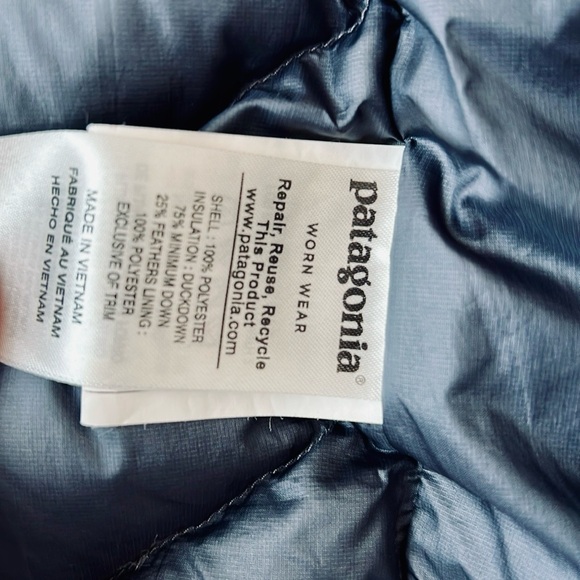 patagonia®
WORN WEAR
Repair, Reuse, Recycle
This Product
www.patagonia.com
SHELL: 100% POLYESTER
INSULATION : DUCKDOWN
75% MINIMUM DOWN
25% FEATHERS LINING :
100% POLYESTER
EXCLUSIVE OF TRIM
MADE IN VIETNAM
FABRIQUÉ AU VIETNAM
HECHO EN VIETNAM